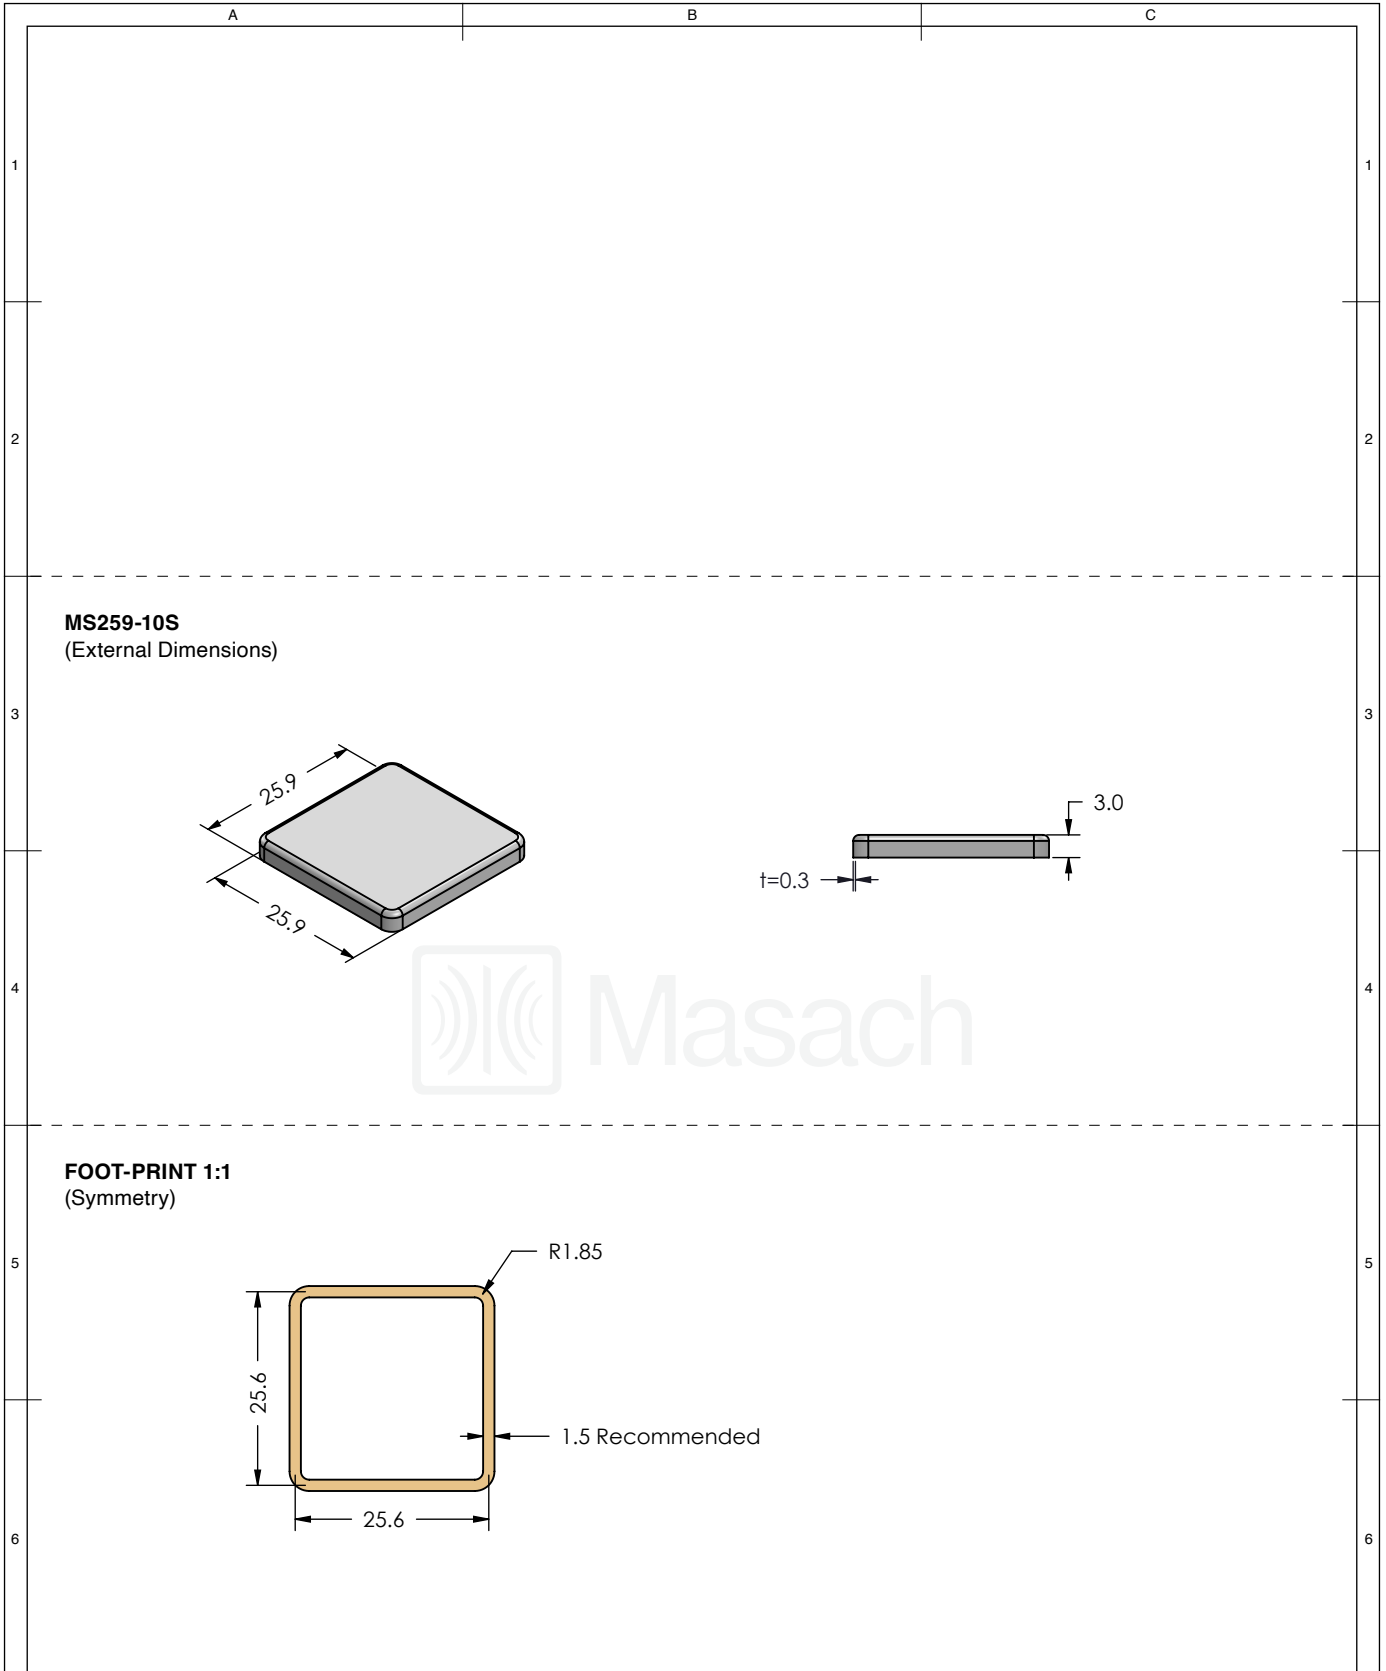 A B C
1 1
2 2
MS259-10S
(External Dimensions)
3 3
25.9
3.0
t=0.3
25.9
Masach
4 4
FOOT-PRINT 1:1
(Symmetry)
R1.85
5 5
25.6
1.5 Recommended
25.6
6 6